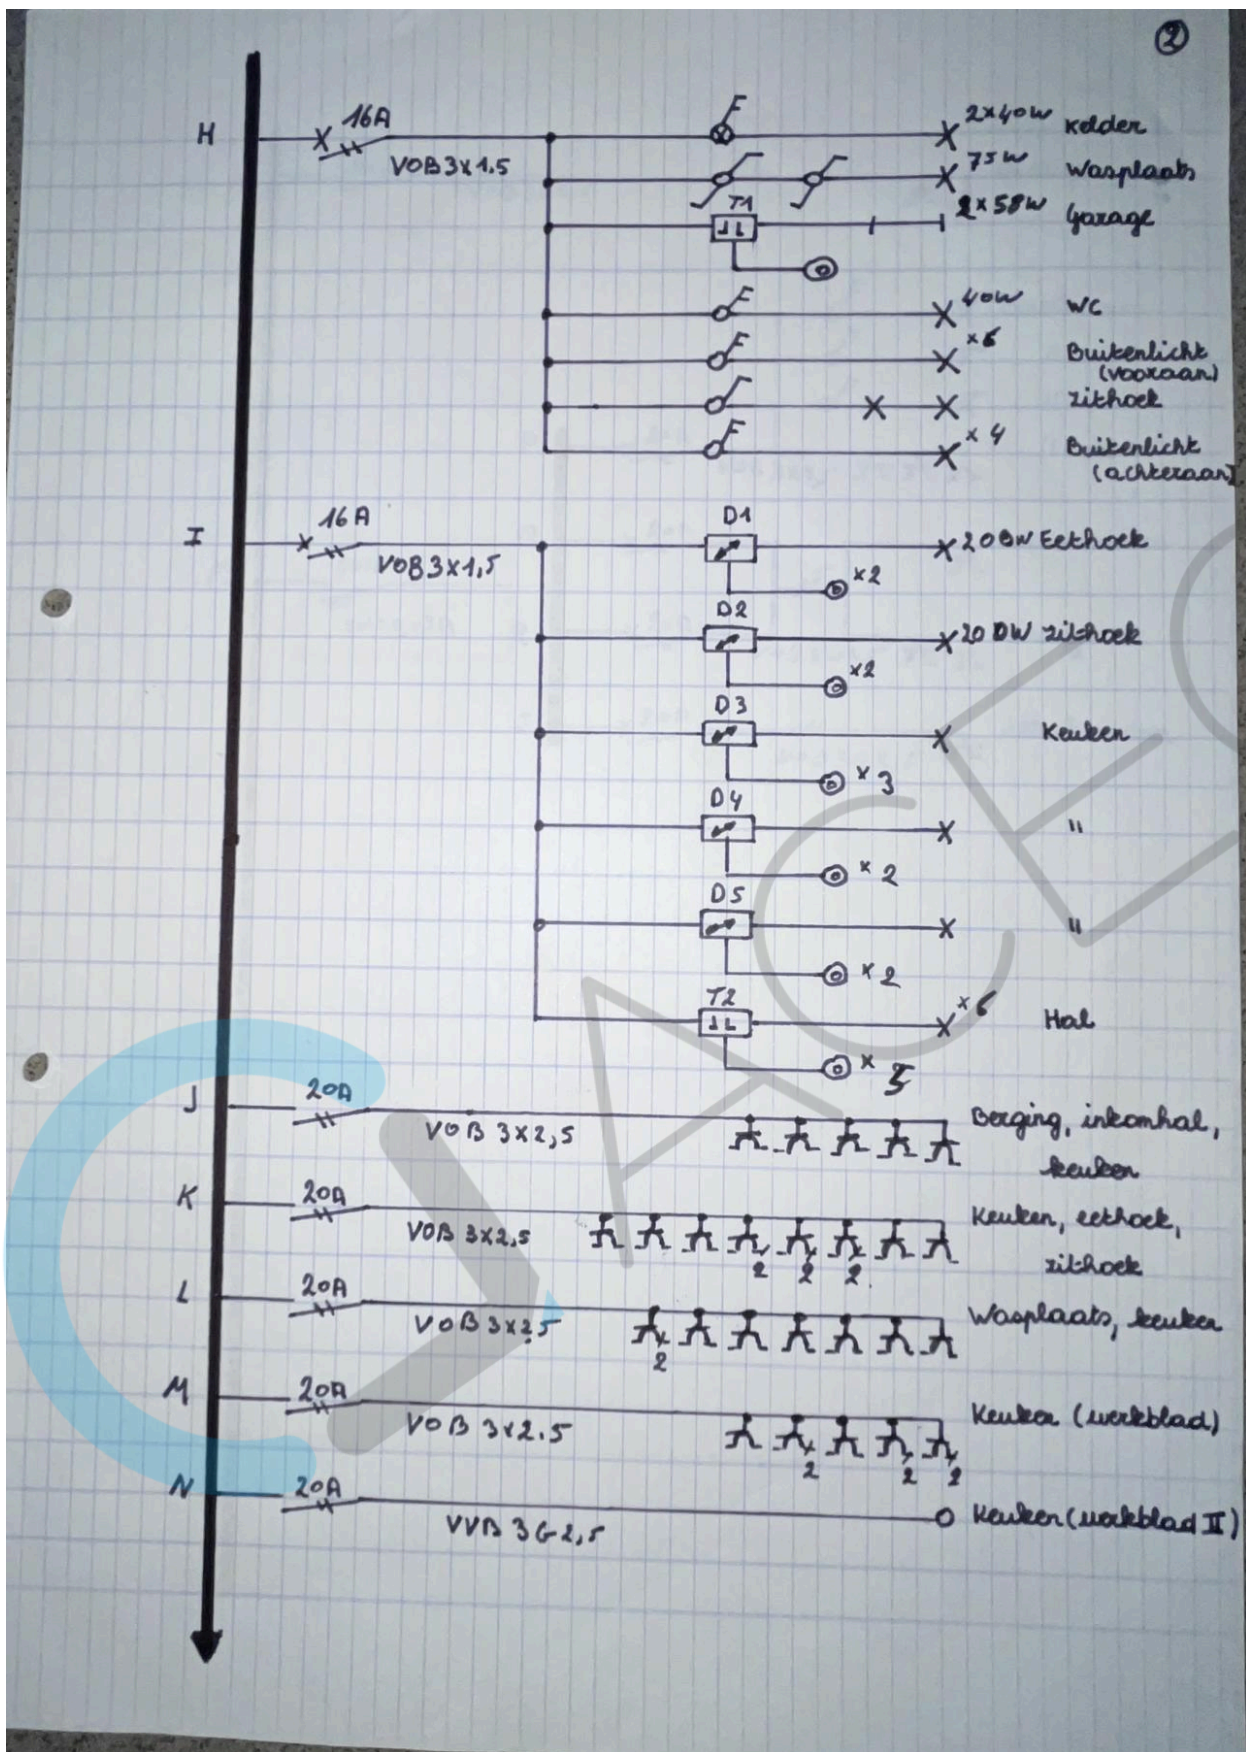 2
H 16A VOB 3x1.5
2x40W Kelder
75W Wasplaats
T1 2x58W Garage
40W WC
x6 Buitenlicht
(vooraan)
Zithoek
x4 Buitenlicht
(achteraan)
I 16A VOB 3x1,5
D1 200W Eethoek
x2
D2 200W Zithoek
x2
D3 Keuken
x3
D4 "
x2
D5 "
x2
T2 x6 Hal
x 5
J 20A VOB 3x2,5 Berging, inkomhal,
keuken
K 20A VOB 3x2,5 Keuken, eethoek,
2 2 2 zithoek
L 20A VOB 3x2,5 Wasplaats, keuken
2
M 20A VOB 3x2.5 Keuken (werkblad)
2 2 2
N 20A VVB 3G2,5 Keuken (werkblad II)
ACEG